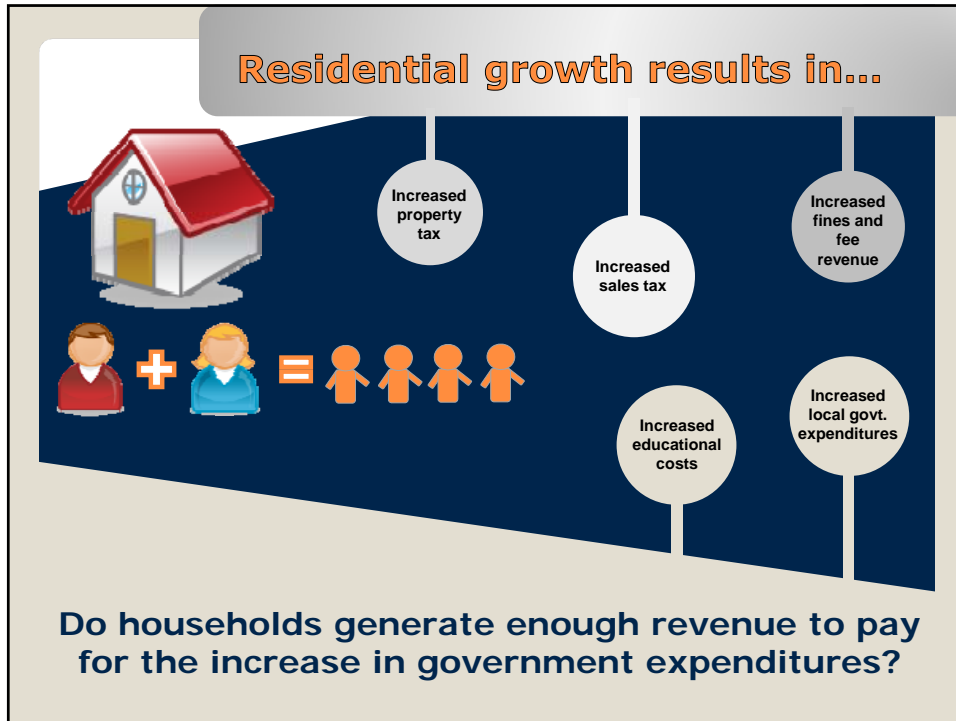 Residential growth results in...
Increased
property
tax
Increased
sales tax
Increased
fines and
fee
revenue
Increased
educational
costs
Increased
local govt.
expenditures
Do households generate enough revenue to pay
for the increase in government expenditures?